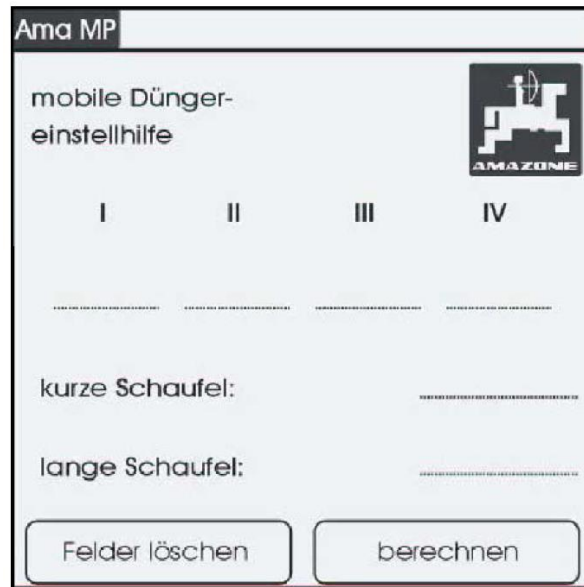 Ama MP
mobile Dünger-
einstellhilfe
AMAZONE
I II III IV
kurze Schaufel:
lange Schaufel:
Felder löschen berechnen